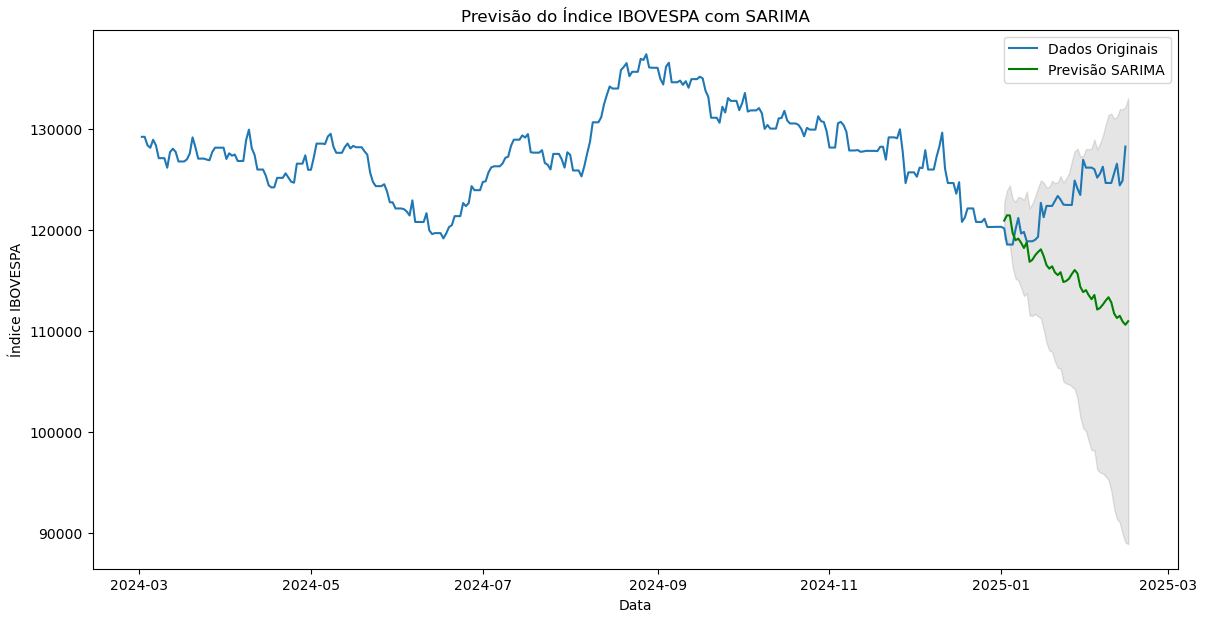 Previsão do Índice IBOVESPA com SARIMA
Dados Originais
Previsão SARIMA
Índice IBOVESPA
130000
120000
110000
100000
90000
2024-03
2024-05
2024-07
2024-09
2024-11
2025-01
2025-03
Data